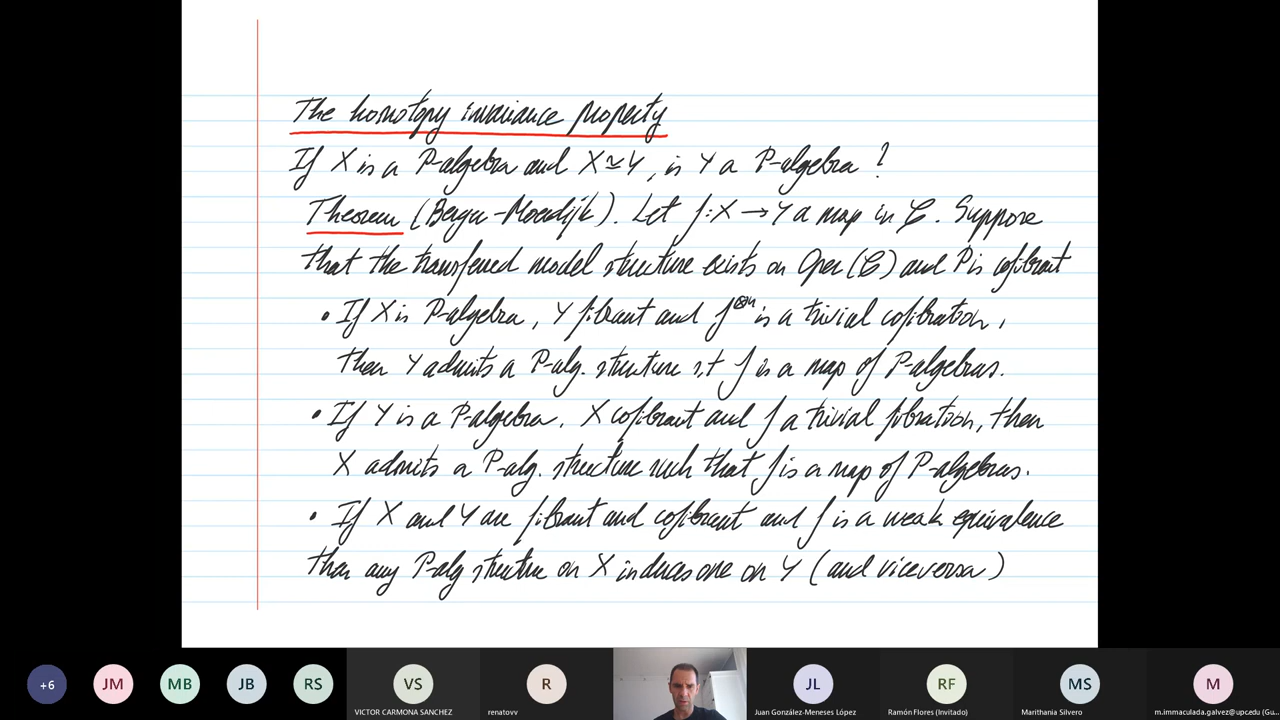 The homotopy invariance property
If X is a P-algebra and X≃Y, is Y a P-algebra?
Theorem (Berger-Moerdijk). Let f:X→Y a map in 𝒞. Suppose
that the transferred model structure exists on Oper(𝒞) and P is cofibrant
• If X is P-algebra, Y fibrant and f^⊗n is a trivial cofibration,
then Y admits a P-alg. structure s.t f is a map of P-algebras.
• If Y is a P-algebra, X cofibrant and f a trivial fibration, then
X admits a P-alg. structure such that f is a map of P-algebras.
• If X and Y are fibrant and cofibrant and f is a weak equivalence
then any P-alg structure on X induces one on Y (and viceversa)
+6 JM MB JB RS VS R JL RF MS M
VICTOR CARMONA SANCHEZ renatovv Juan González-Meneses López Ramón Flores (Invitado) Marithania Silvero m.immaculada.galvez@upc.edu (Gu...